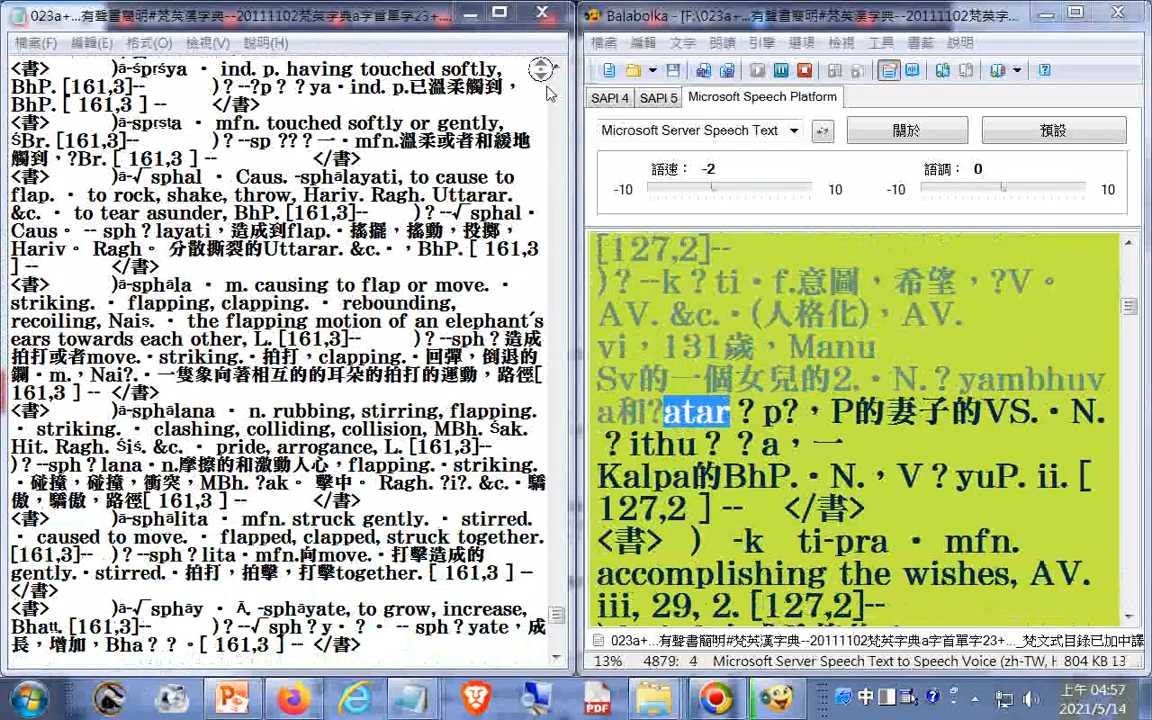 023a+...有聲書簡明#梵英漢字典--20111102梵英字典a字首單字23+....
檔案(F) 編輯(E) 格式(O) 檢視(V) 說明(H)
<書> )ā-śpṛśya · ind. p. having touched softly,
BhP. [161,3]-- )? --?p? ? ya · ind. p.已溫柔觸到，
BhP. [ 161,3 ] -- </書>
<書> )ā-spṛṣṭa · mfn. touched softly or gently,
ŚBr. [161,3]-- )? --sp ??? 一 · mfn.溫柔或者和緩地
觸到，?Br. [ 161,3 ] -- </書>
<書> )ā-√ sphal · Caus. -sphālayati, to cause to
flap. · to rock, shake, throw, Hariv. Ragh. Uttarar.
&c. · to tear asunder, BhP. [161,3]-- )? --√ sphal ·
Caus。 -- sph ? layati，造成到flap.·搖擺，搖動，投擲，
Hariv。 Ragh。 分散撕裂的Uttarar. &c. ·，BhP. [ 161,3
] -- </書>
<書> )ā-sphāla · m. causing to flap or move. ·
striking. · flapping, clapping. · rebounding,
recoiling, Nais. · the flapping motion of an elephant's
ears towards each other, L. [161,3]-- )? --sph ? 造成
拍打或者move.·striking.·拍打，clapping.·回彈，倒退的
鑭·m.，Nai?.·一隻象向著相互的的耳朵的拍打的運動，路徑[
161,3 ] -- </書>
<書> )ā-sphālana · n. rubbing, stirring, flapping.
· striking. · clashing, colliding, collision, MBh. Śak.
Hit. Ragh. Śiś. &c. · pride, arrogance, L. [161,3]--
)? --sph ? lana·n.摩擦的和激動人心，flapping.·striking.
·碰撞，碰撞，衝突，MBh. ?ak。 擊中。 Ragh. ?i?. &c.·驕
傲，驕傲，路徑[ 161,3 ] -- </書>
<書> )ā-sphālita · mfn. struck gently. · stirred.
· caused to move. · flapped, clapped, struck together.
[161,3]-- )? --sph ? lita·mfn.向move.·打擊造成的
gently.·stirred.·拍打，拍擊，打擊together. [ 161,3 ] --
</書>
<書> )ā-√ sphāy · Ā. -sphāyate, to grow, increase,
Bhaṭṭ. [161,3]-- )? --√ sph ? y·?·-- sph ? yate，成
長，增加，Bha ? ?·[ 161,3 ] -- </書>
Balabolka - [F:\023a+...有聲書簡明#梵英漢字典--20111102梵英字...
檔案 編輯 文字 朗讀 引擎 選項 檢視 工具 書籤 說明
SAPI 4 SAPI 5 Microsoft Speech Platform
Microsoft Server Speech Text 關於 預設
語速： -2 語調： 0
-10 10 -10 10
[127,2]--
)? --k ? ti·f.意圖，希望，?V。
AV. &c.·(人格化)，AV.
vi，131歲，Manu
Sv的一個女兒的2.·N. ? yambhuv
a和?atar ? p?，P的妻子的VS.·N.
? ithu ? ? a，一
Kalpa的BhP.·N.，V ? yuP. ii. [
127,2 ] -- </書>
<書> ) -k ti-pra · mfn.
accomplishing the wishes, AV.
iii, 29, 2. [127,2]--
023a+...有聲書簡明#梵英漢字典--20111102梵英字典a字首單字23+..._梵文式目錄已加中譯
13% 4879: 4 Microsoft Server Speech Text to Speech Voice (zh-TW, H 804 KB 13
PDF 中 上午 04:57
2021/5/14